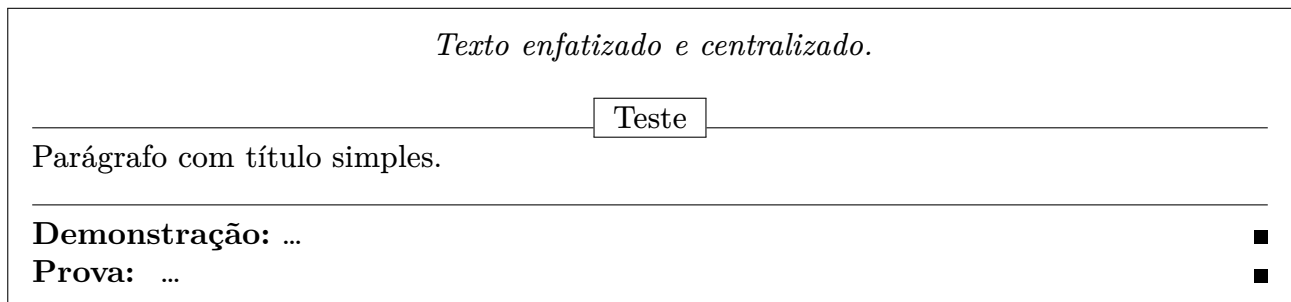 Texto enfatizado e centralizado.
Teste
Parágrafo com título simples.
Demonstração: …
Prova: …